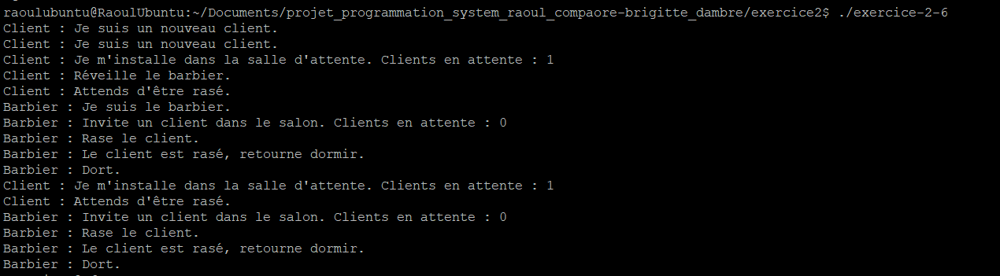 raoulubuntu@RaoulUbuntu:~/Documents/projet_programmation_system_raoul_compaore-brigitte_dambre/exercice2$ ./exercice-2-6
Client : Je suis un nouveau client.
Client : Je suis un nouveau client.
Client : Je m'installe dans la salle d'attente. Clients en attente : 1
Client : Réveille le barbier.
Client : Attends d'être rasé.
Barbier : Je suis le barbier.
Barbier : Invite un client dans le salon. Clients en attente : 0
Barbier : Rase le client.
Barbier : Le client est rasé, retourne dormir.
Barbier : Dort.
Client : Je m'installe dans la salle d'attente. Clients en attente : 1
Client : Attends d'être rasé.
Barbier : Invite un client dans le salon. Clients en attente : 0
Barbier : Rase le client.
Barbier : Le client est rasé, retourne dormir.
Barbier : Dort.